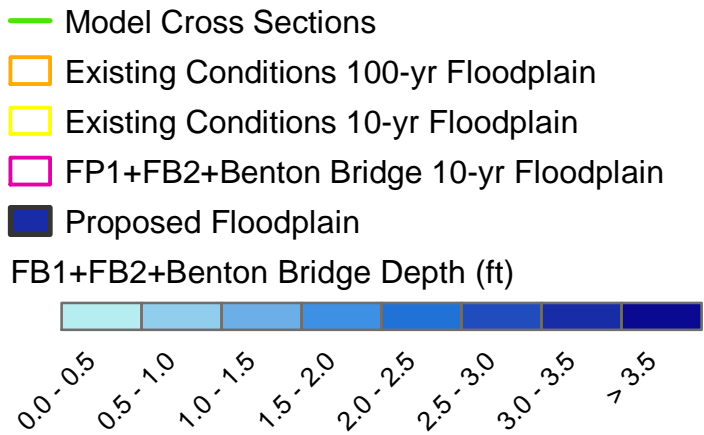 Model Cross Sections
Existing Conditions 100-yr Floodplain
Existing Conditions 10-yr Floodplain
FP1+FB2+Benton Bridge 10-yr Floodplain
Proposed Floodplain
FB1+FB2+Benton Bridge Depth (ft)
0.0 - 0.5
0.5 - 1.0
1.0 - 1.5
1.5 - 2.0
2.0 - 2.5
2.5 - 3.0
3.0 - 3.5
> 3.5